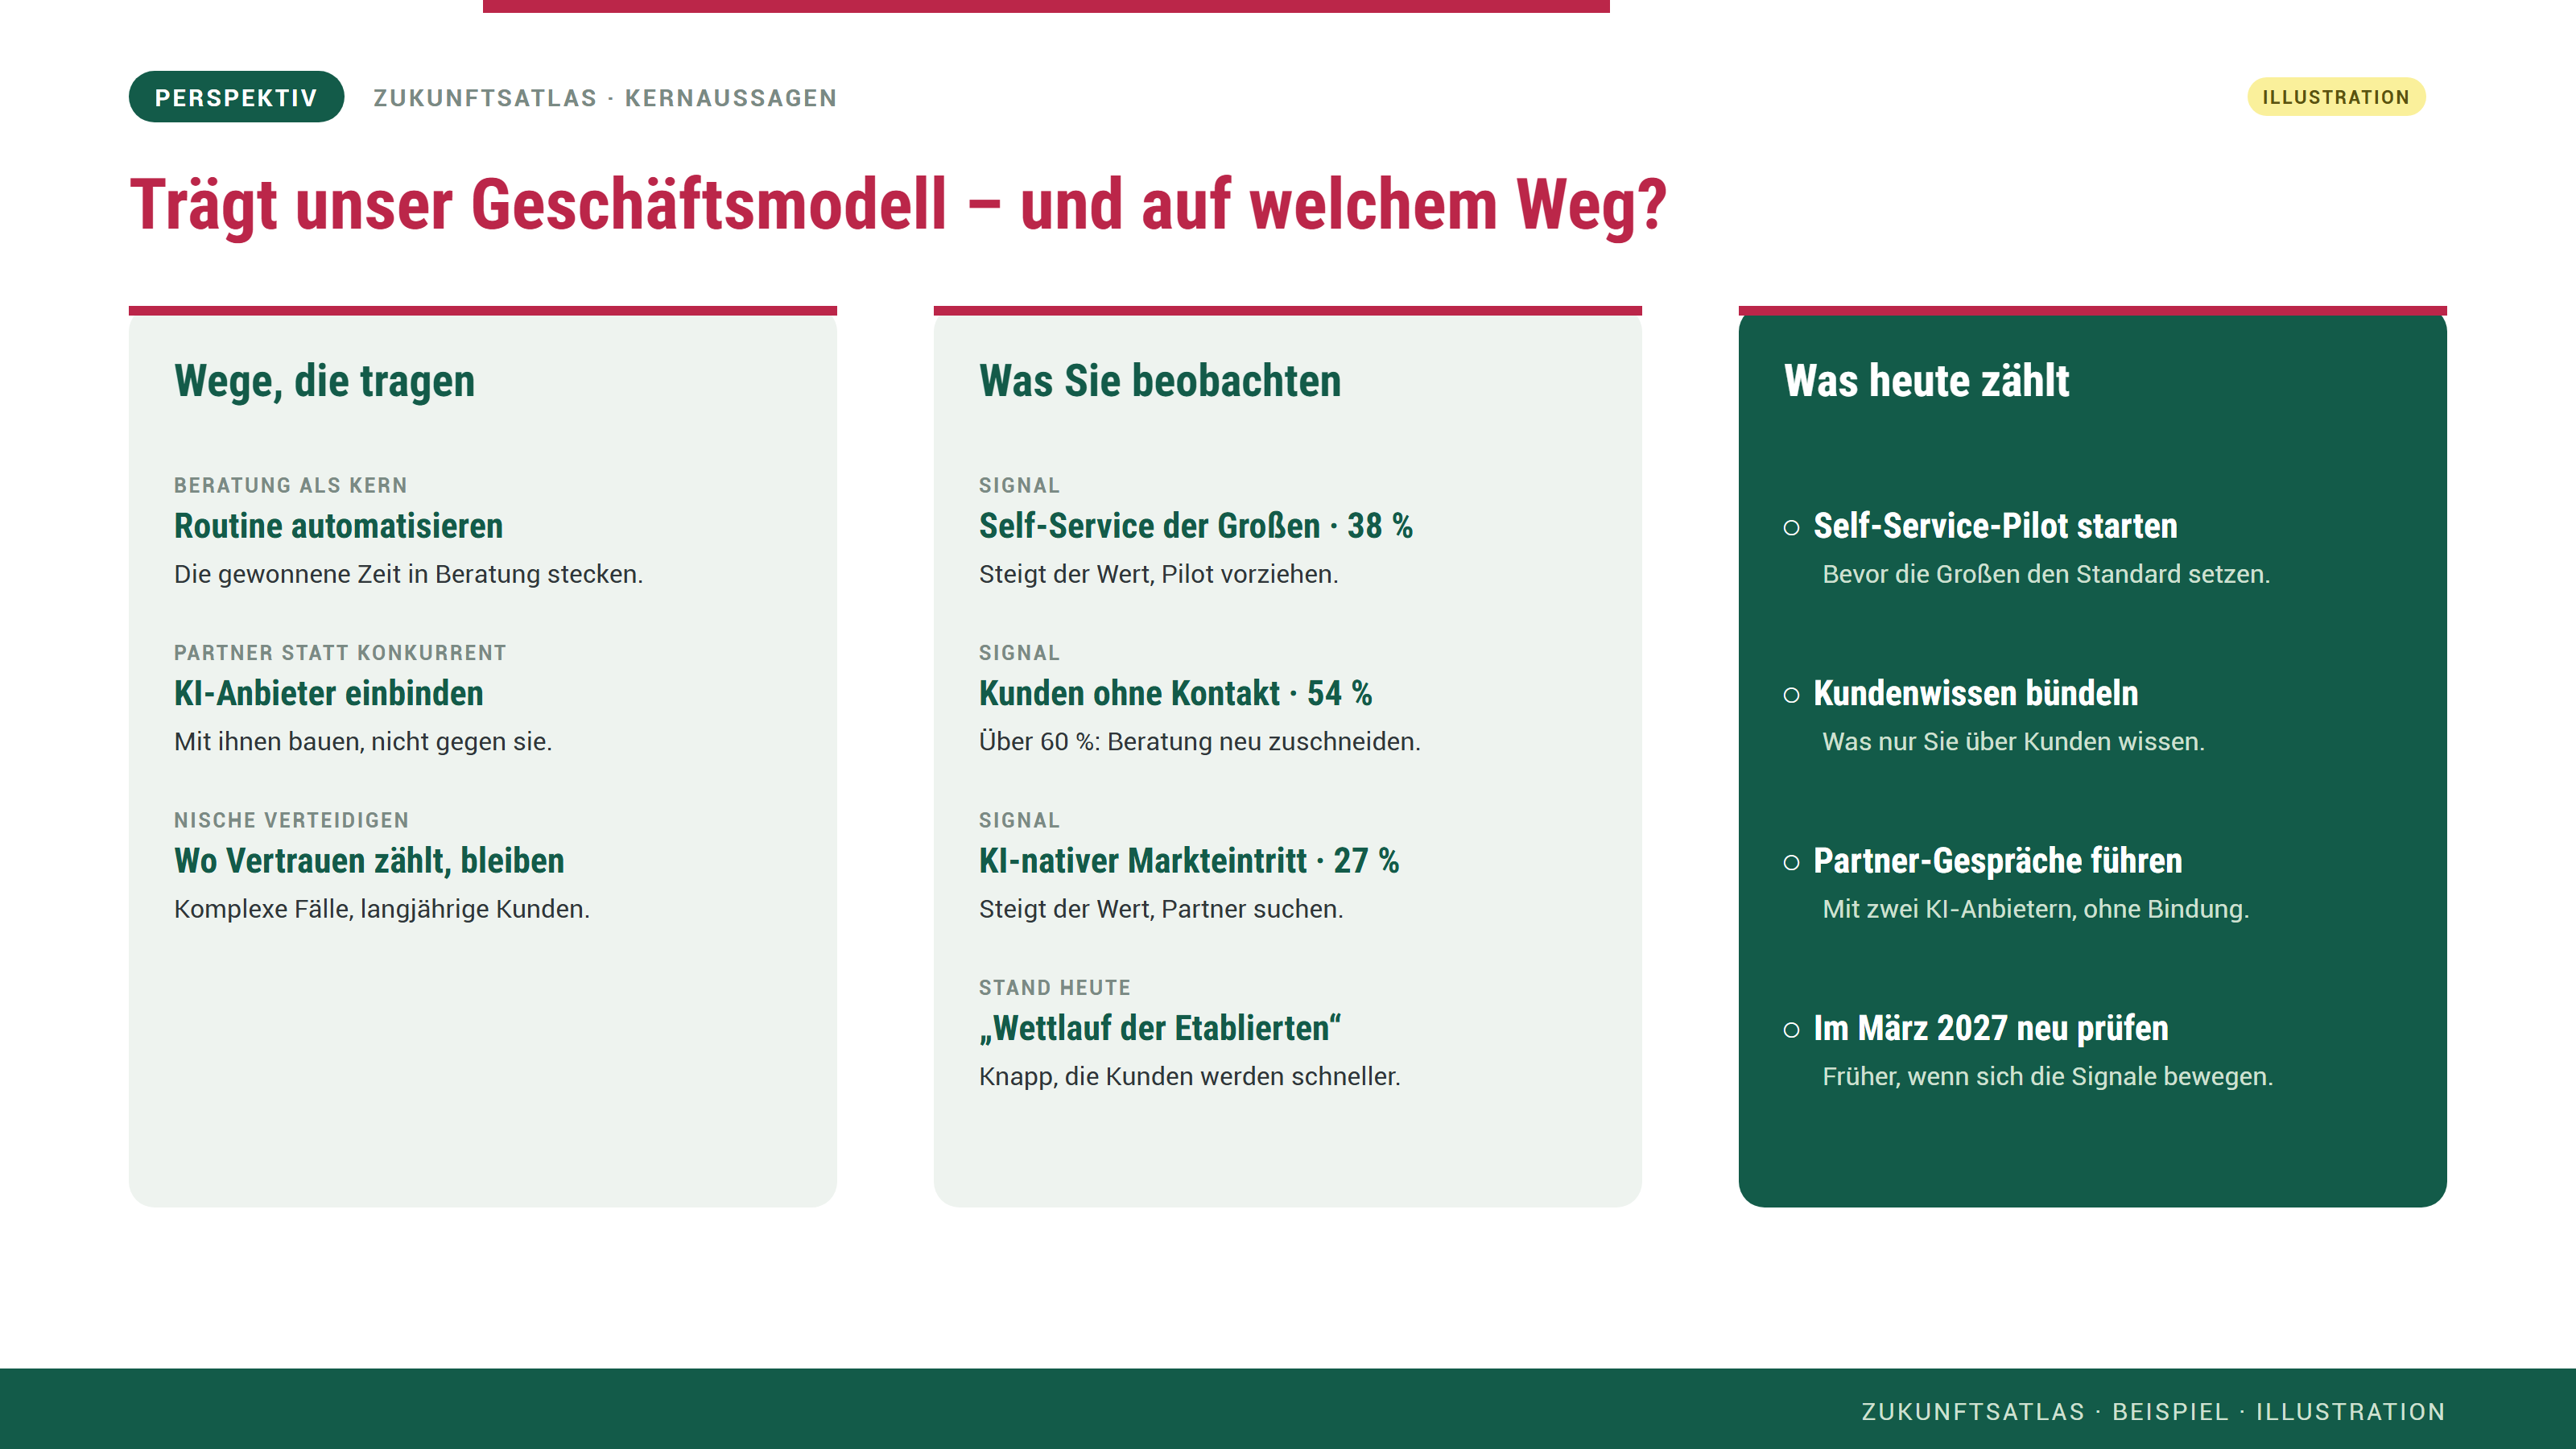 PERSPEKTIV
ZUKUNFTSATLAS · KERNAUSSAGEN
ILLUSTRATION
Trägt unser Geschäftsmodell – und auf welchem Weg?
Wege, die tragen
BERATUNG ALS KERN
Routine automatisieren
Die gewonnene Zeit in Beratung stecken.
PARTNER STATT KONKURRENT
KI-Anbieter einbinden
Mit ihnen bauen, nicht gegen sie.
NISCHE VERTEIDIGEN
Wo Vertrauen zählt, bleiben
Komplexe Fälle, langjährige Kunden.
Was Sie beobachten
SIGNAL
Self-Service der Großen · 38 %
Steigt der Wert, Pilot vorziehen.
SIGNAL
Kunden ohne Kontakt · 54 %
Über 60 %: Beratung neu zuschneiden.
SIGNAL
KI-nativer Markteintritt · 27 %
Steigt der Wert, Partner suchen.
STAND HEUTE
„Wettlauf der Etablierten“
Knapp, die Kunden werden schneller.
Was heute zählt
○ Self-Service-Pilot starten
Bevor die Großen den Standard setzen.
○ Kundenwissen bündeln
Was nur Sie über Kunden wissen.
○ Partner-Gespräche führen
Mit zwei KI-Anbietern, ohne Bindung.
○ Im März 2027 neu prüfen
Früher, wenn sich die Signale bewegen.
ZUKUNFTSATLAS · BEISPIEL · ILLUSTRATION